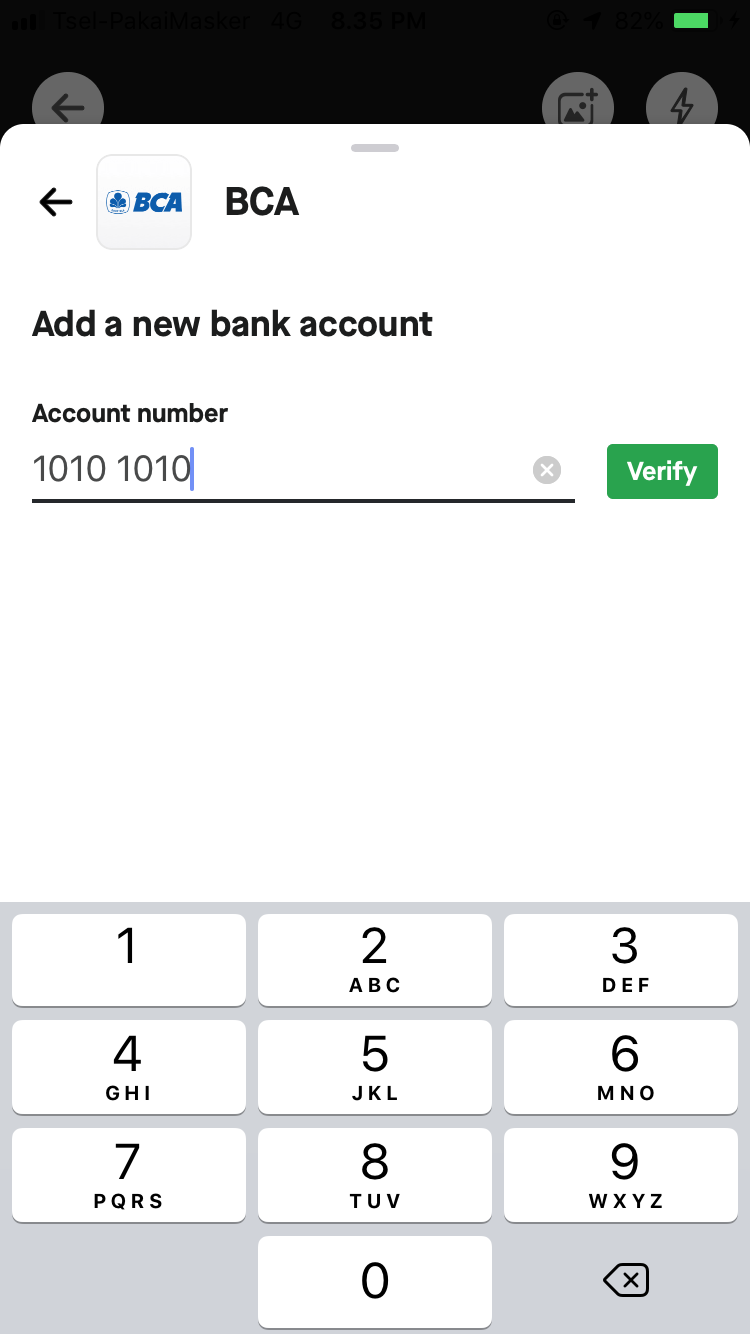 Tsel-PakaiMasker 4G 8.35 PM 82%
BCA BCA
Add a new bank account
Account number
1010 1010
Verify
1 2 3
ABC DEF
4 5 6
GHI JKL MNO
7 8 9
PQRS TUV WXYZ
0